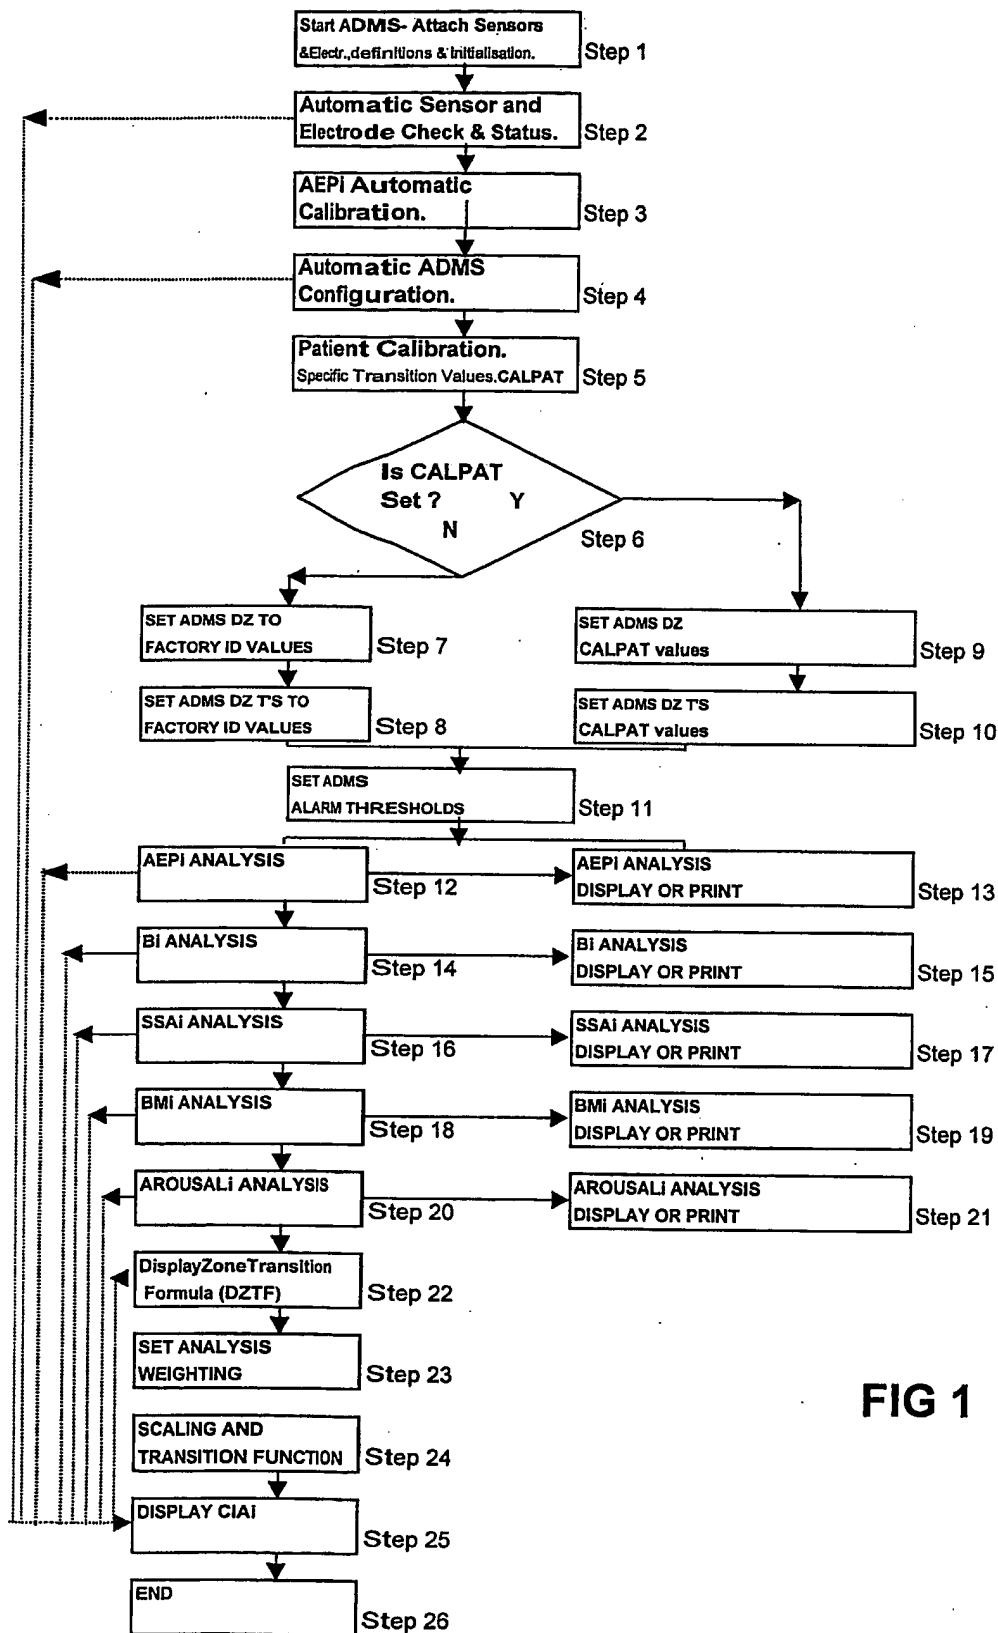 Start ADMS- Attach Sensors
&Electr.,definitions & Initialisation.
Step 1
Automatic Sensor and
Electrode Check & Status.
Step 2
AEPi Automatic
Calibration.
Step 3
Automatic ADMS
Configuration.
Step 4
Patient Calibration.
Specific Transition Values.CALPAT
Step 5
Is CALPAT
Set ? Y
N
Step 6
SET ADMS DZ TO
FACTORY ID VALUES
Step 7
SET ADMS DZ
CALPAT values
Step 9
SET ADMS DZ T'S TO
FACTORY ID VALUES
Step 8
SET ADMS DZ T'S
CALPAT values
Step 10
SET ADMS
ALARM THRESHOLDS
Step 11
AEPi ANALYSIS
Step 12
AEPi ANALYSIS
DISPLAY OR PRINT
Step 13
Bi ANALYSIS
Step 14
Bi ANALYSIS
DISPLAY OR PRINT
Step 15
SSAi ANALYSIS
Step 16
SSAi ANALYSIS
DISPLAY OR PRINT
Step 17
BMi ANALYSIS
Step 18
BMi ANALYSIS
DISPLAY OR PRINT
Step 19
AROUSALi ANALYSIS
Step 20
AROUSALi ANALYSIS
DISPLAY OR PRINT
Step 21
DisplayZoneTransition
Formula (DZTF)
Step 22
SET ANALYSIS
WEIGHTING
Step 23
SCALING AND
TRANSITION FUNCTION
Step 24
DISPLAY CIAi
Step 25
END
Step 26
FIG 1